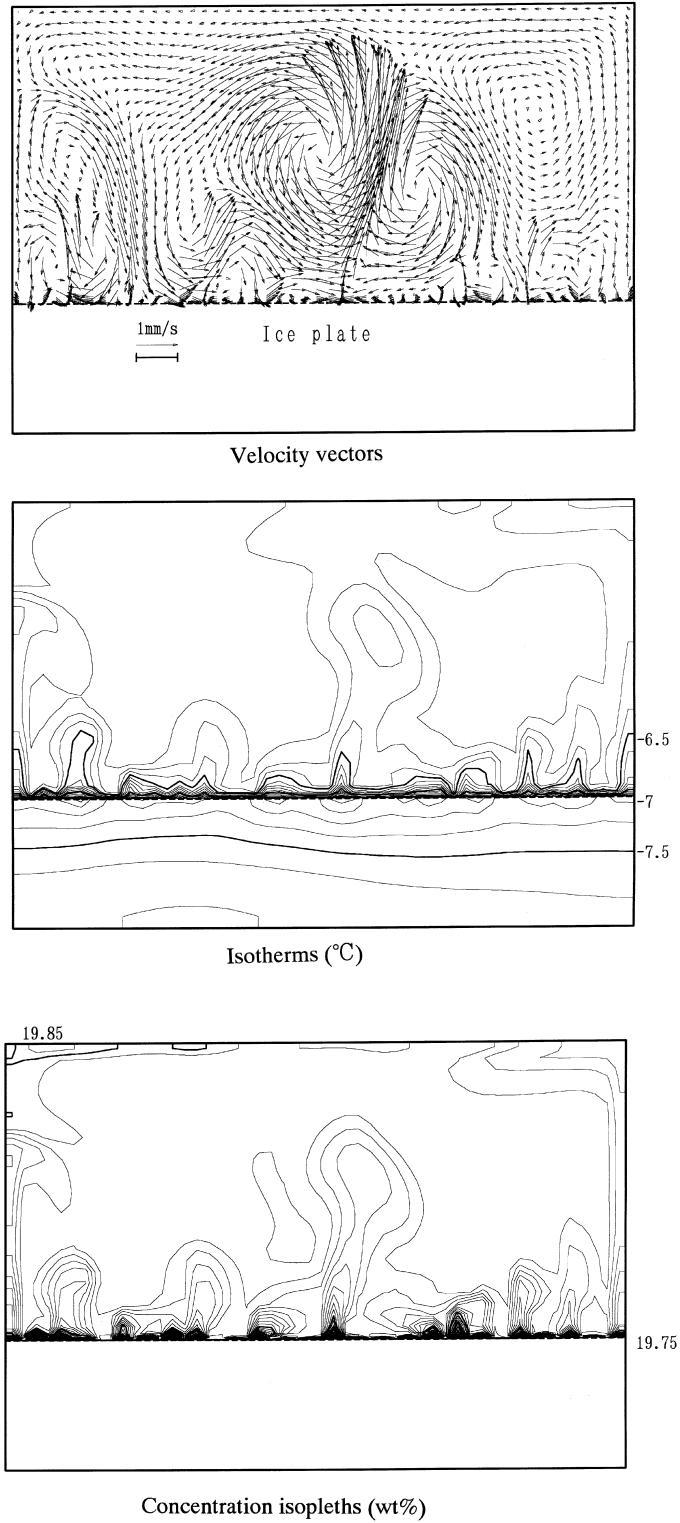 1mm/s
Ice plate
Velocity vectors
-6.5
-7
-7.5
Isotherms (℃)
19.85
19.75
Concentration isopleths (wt%)